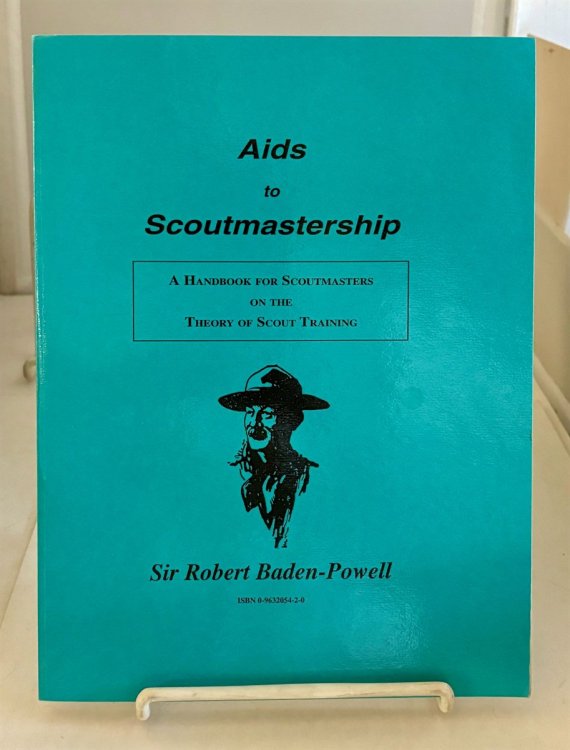 Aids
to
Scoutmastership
A Handbook for Scoutmasters
on the
Theory of Scout Training
Sir Robert Baden-Powell
ISBN 0-9632054-2-0